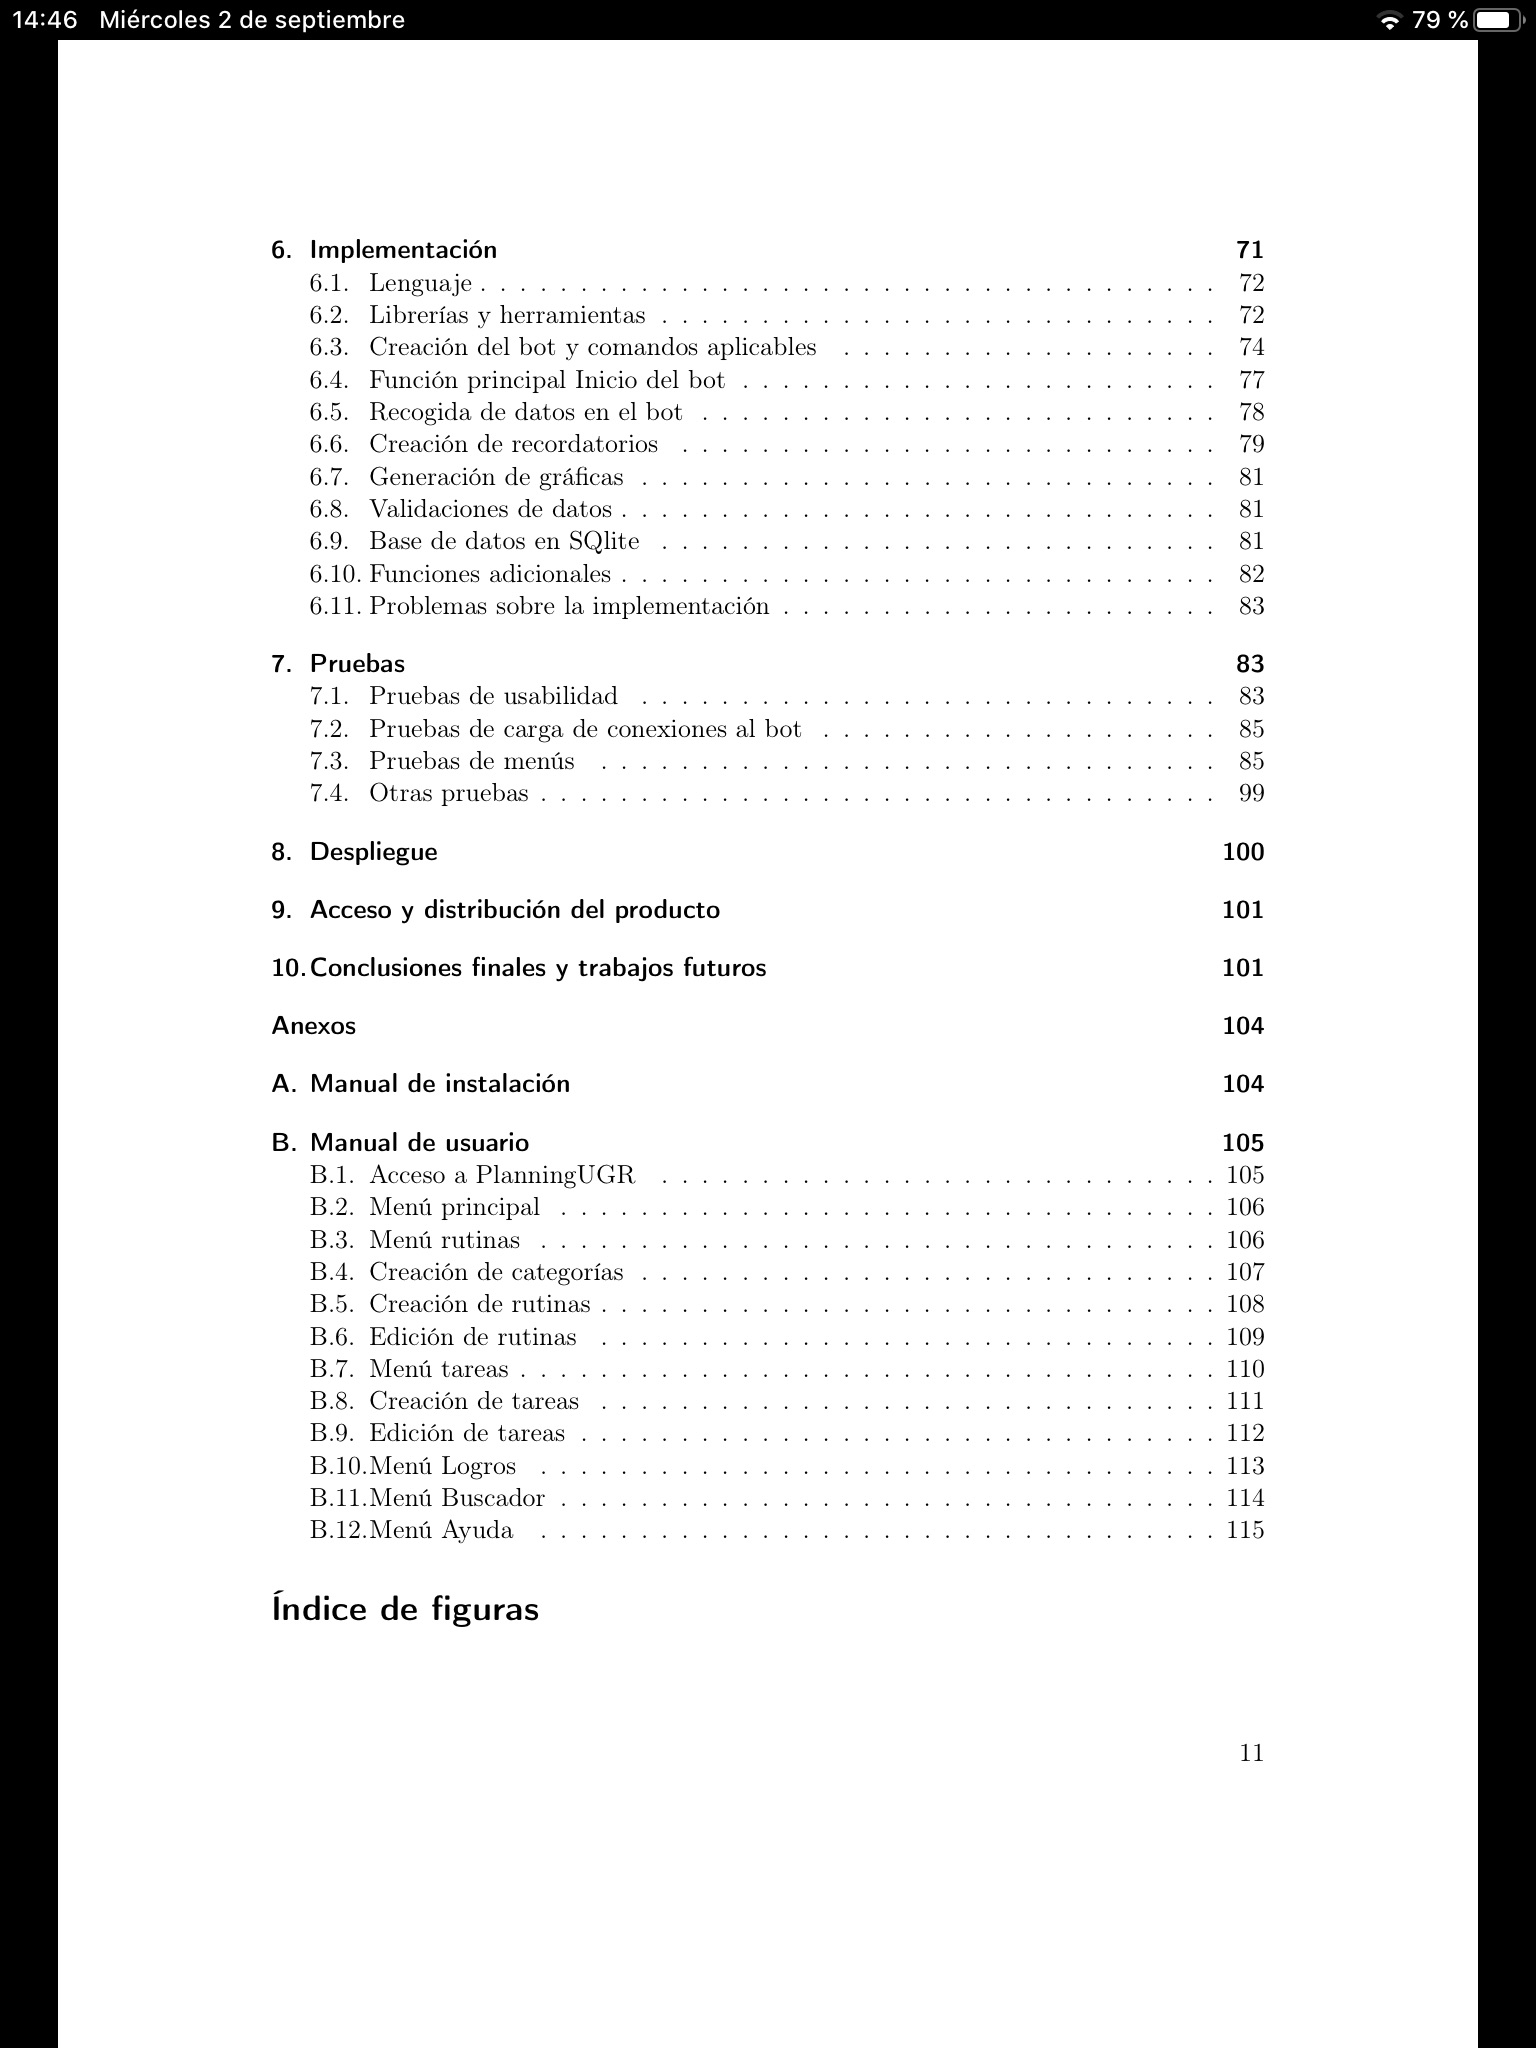 14:46 Miércoles 2 de septiembre 79 %
6. Implementación 71
6.1. Lenguaje . . . . . . . . . . . . . . . . . . . . . . . . . . . . . . . . . . . . . 72
6.2. Librerías y herramientas . . . . . . . . . . . . . . . . . . . . . . . . . . . . 72
6.3. Creación del bot y comandos aplicables . . . . . . . . . . . . . . . . . . . 74
6.4. Función principal Inicio del bot . . . . . . . . . . . . . . . . . . . . . . . . 77
6.5. Recogida de datos en el bot . . . . . . . . . . . . . . . . . . . . . . . . . . 78
6.6. Creación de recordatorios . . . . . . . . . . . . . . . . . . . . . . . . . . . 79
6.7. Generación de gráficas . . . . . . . . . . . . . . . . . . . . . . . . . . . . . 81
6.8. Validaciones de datos . . . . . . . . . . . . . . . . . . . . . . . . . . . . . . 81
6.9. Base de datos en SQlite . . . . . . . . . . . . . . . . . . . . . . . . . . . . 81
6.10. Funciones adicionales . . . . . . . . . . . . . . . . . . . . . . . . . . . . . . 82
6.11. Problemas sobre la implementación . . . . . . . . . . . . . . . . . . . . . . 83
7. Pruebas 83
7.1. Pruebas de usabilidad . . . . . . . . . . . . . . . . . . . . . . . . . . . . . 83
7.2. Pruebas de carga de conexiones al bot . . . . . . . . . . . . . . . . . . . . 85
7.3. Pruebas de menús . . . . . . . . . . . . . . . . . . . . . . . . . . . . . . . 85
7.4. Otras pruebas . . . . . . . . . . . . . . . . . . . . . . . . . . . . . . . . . . 99
8. Despliegue 100
9. Acceso y distribución del producto 101
10. Conclusiones finales y trabajos futuros 101
Anexos 104
A. Manual de instalación 104
B. Manual de usuario 105
B.1. Acceso a PlanningUGR . . . . . . . . . . . . . . . . . . . . . . . . . . . . 105
B.2. Menú principal . . . . . . . . . . . . . . . . . . . . . . . . . . . . . . . . . 106
B.3. Menú rutinas . . . . . . . . . . . . . . . . . . . . . . . . . . . . . . . . . . 106
B.4. Creación de categorías . . . . . . . . . . . . . . . . . . . . . . . . . . . . . 107
B.5. Creación de rutinas . . . . . . . . . . . . . . . . . . . . . . . . . . . . . . . 108
B.6. Edición de rutinas . . . . . . . . . . . . . . . . . . . . . . . . . . . . . . . 109
B.7. Menú tareas . . . . . . . . . . . . . . . . . . . . . . . . . . . . . . . . . . . 110
B.8. Creación de tareas . . . . . . . . . . . . . . . . . . . . . . . . . . . . . . . 111
B.9. Edición de tareas . . . . . . . . . . . . . . . . . . . . . . . . . . . . . . . . 112
B.10.Menú Logros . . . . . . . . . . . . . . . . . . . . . . . . . . . . . . . . . . 113
B.11.Menú Buscador . . . . . . . . . . . . . . . . . . . . . . . . . . . . . . . . . 114
B.12.Menú Ayuda . . . . . . . . . . . . . . . . . . . . . . . . . . . . . . . . . . 115
Índice de figuras
11